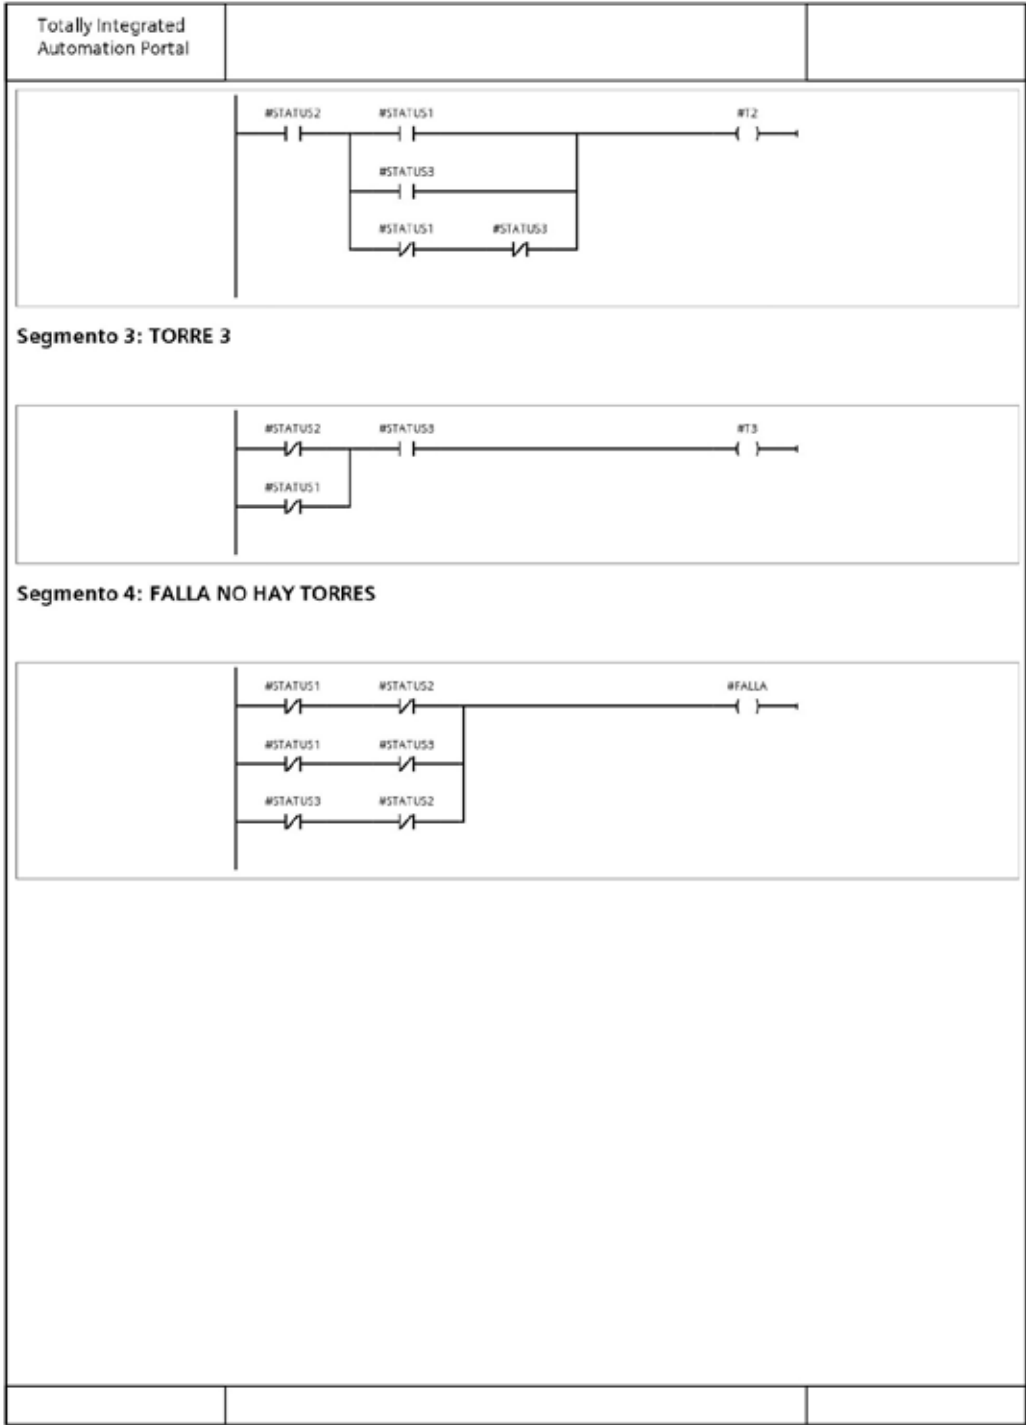 Totally Integrated
Automation Portal
#STATUS2 #STATUS1 #T2
#STATUS3
#STATUS1 #STATUS3
Segmento 3: TORRE 3
#STATUS2 #STATUS3 #T3
#STATUS1
Segmento 4: FALLA NO HAY TORRES
#STATUS1 #STATUS2 #FALLA
#STATUS1 #STATUS3
#STATUS3 #STATUS2